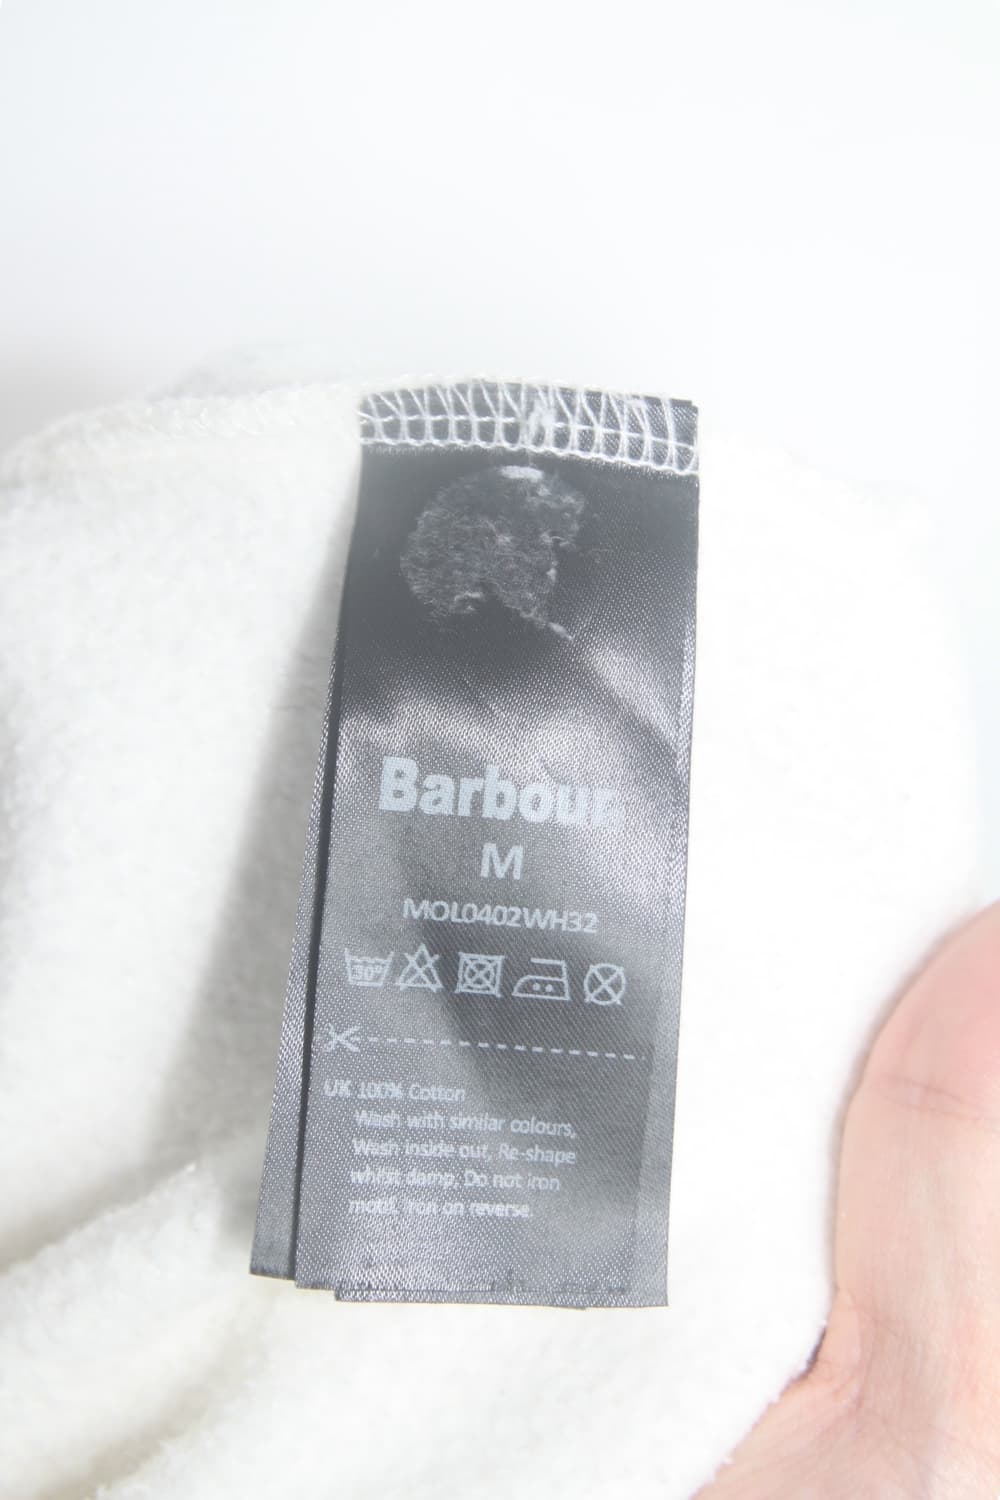 Barbour
M
MOL0402WH32
30°
UK 100% Cotton
Wash with similar colours,
Wash inside out, Re-shape
whilst damp, Do not iron
motif, Iron on reverse.